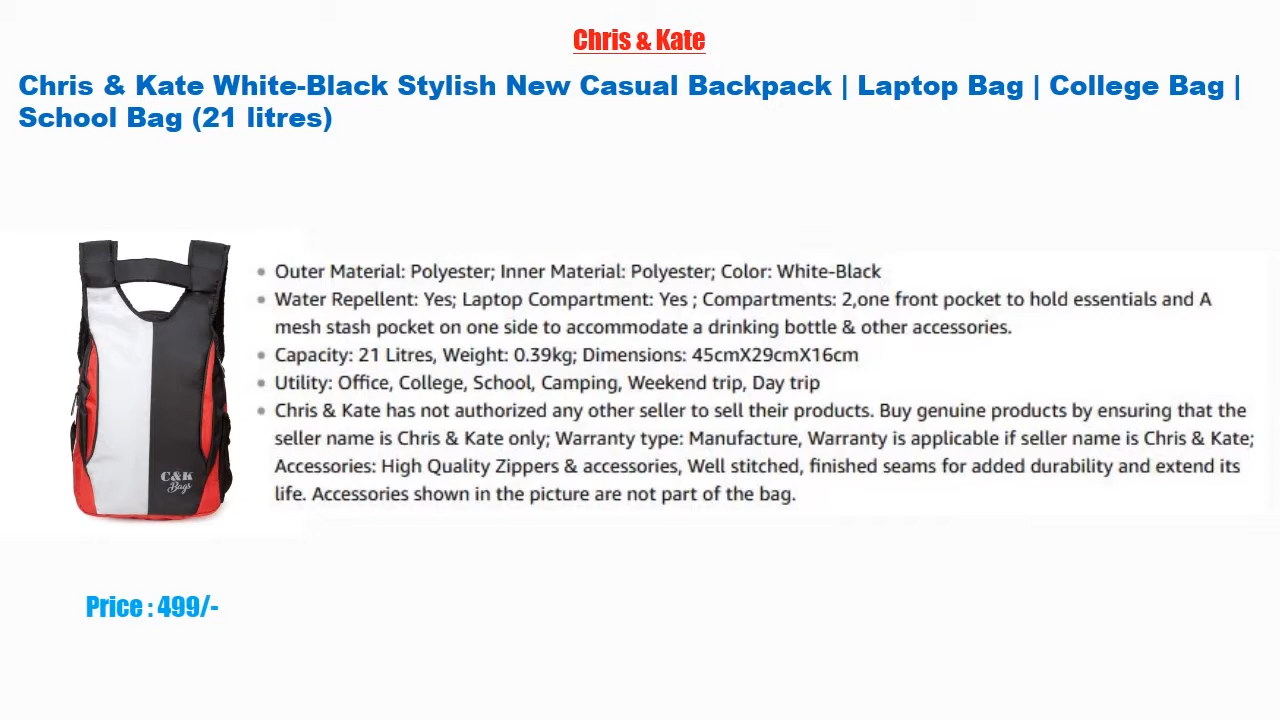 Chris & Kate
Chris & Kate White-Black Stylish New Casual Backpack | Laptop Bag | College Bag |
School Bag (21 litres)
Outer Material: Polyester; Inner Material: Polyester; Color: White-Black
Water Repellent: Yes; Laptop Compartment: Yes ; Compartments: 2,one front pocket to hold essentials and A
mesh stash pocket on one side to accommodate a drinking bottle & other accessories.
Capacity: 21 Litres, Weight: 0.39kg; Dimensions: 45cmX29cmX16cm
Utility: Office, College, School, Camping, Weekend trip, Day trip
Chris & Kate has not authorized any other seller to sell their products. Buy genuine products by ensuring that the
seller name is Chris & Kate only; Warranty type: Manufacture, Warranty is applicable if seller name is Chris & Kate;
Accessories: High Quality Zippers & accessories, Well stitched, finished seams for added durability and extend its
life. Accessories shown in the picture are not part of the bag.
C&K
Bags
Price : 499/-